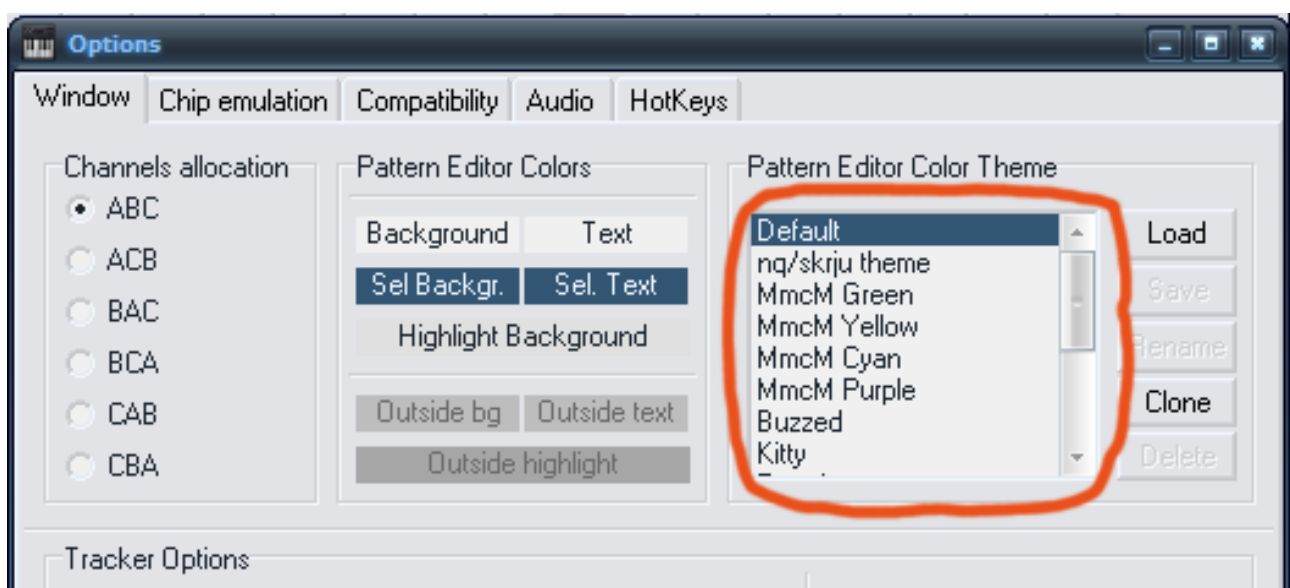 Options
Window Chip emulation Compatibility Audio HotKeys
Channels allocation
ABC
ACB
BAC
BCA
CAB
CBA
Pattern Editor Colors
Background Text
Sel Backgr. Sel. Text
Highlight Background
Outside bg Outside text
Outside highlight
Pattern Editor Color Theme
Default
nq/skrju theme
MmcM Green
MmcM Yellow
MmcM Cyan
MmcM Purple
Buzzed
Kitty
Load
Save
Rename
Clone
Delete
Tracker Options